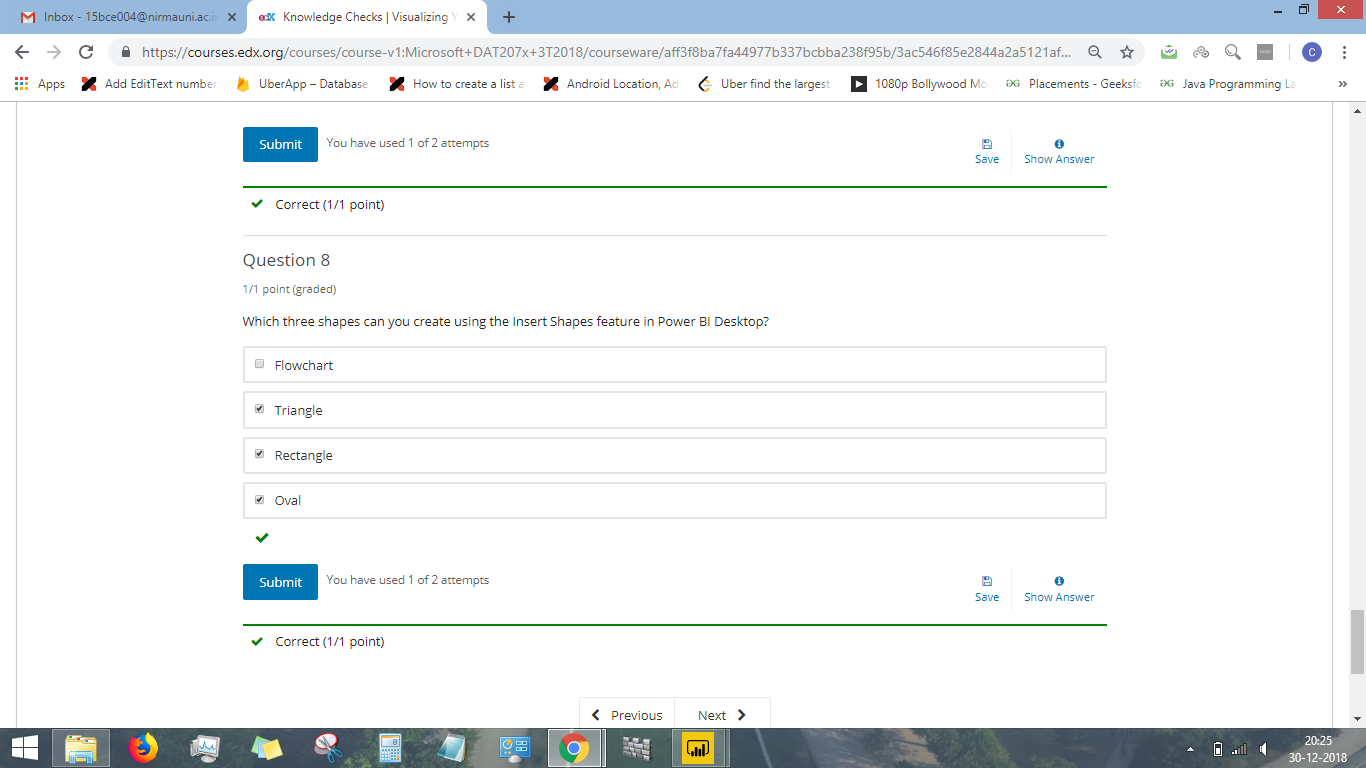 Inbox - 15bce004@nirmauni.ac.i
edX Knowledge Checks | Visualizing Y
https://courses.edx.org/courses/course-v1:Microsoft+DAT207x+3T2018/courseware/aff3f8ba7fa44977b337bcbba238f95b/3ac546f85e2844a2a5121af...
C
Apps Add EditText number UberApp – Database How to create a list a Android Location, Ad Uber find the largest 1080p Bollywood Mo Placements - Geeksfo Java Programming La »
Submit You have used 1 of 2 attempts Save Show Answer
Correct (1/1 point)
Question 8
1/1 point (graded)
Which three shapes can you create using the Insert Shapes feature in Power BI Desktop?
Flowchart
Triangle
Rectangle
Oval
Submit You have used 1 of 2 attempts Save Show Answer
Correct (1/1 point)
Previous Next
20:25
30-12-2018